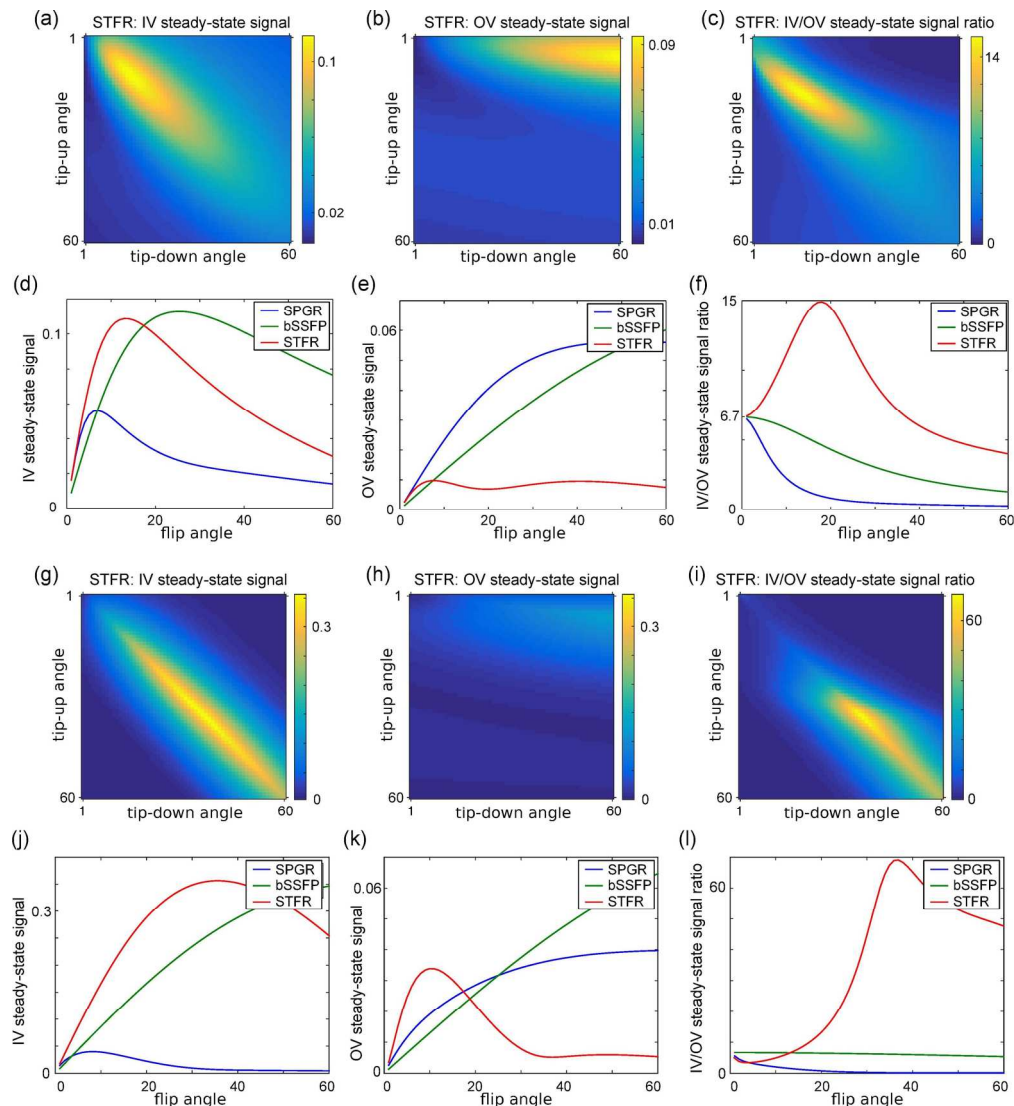 (a) STFR: IV steady-state signal
1
tip-up angle
60
1 tip-down angle 60
0.1
0.02
(b) STFR: OV steady-state signal
1
tip-up angle
60
1 tip-down angle 60
0.09
0.01
(c) STFR: IV/OV steady-state signal ratio
1
tip-up angle
60
1 tip-down angle 60
14
0
(d)
IV steady-state signal
0.1
0
0 20 40 60
flip angle
SPGR
bSSFP
STFR
(e)
OV steady-state signal
0.06
0
0 20 40 60
flip angle
SPGR
bSSFP
STFR
(f)
IV/OV steady-state signal ratio
15
6.7
0
0 20 40 60
flip angle
SPGR
bSSFP
STFR
(g) STFR: IV steady-state signal
1
tip-up angle
60
1 tip-down angle 60
0.3
0
(h) STFR: OV steady-state signal
1
tip-up angle
60
1 tip-down angle 60
0.3
0
(i) STFR: IV/OV steady-state signal ratio
1
tip-up angle
60
1 tip-down angle 60
60
0
(j)
IV steady-state signal
0.3
0
0 20 40 60
flip angle
SPGR
bSSFP
STFR
(k)
OV steady-state signal
0.06
0
0 20 40 60
flip angle
SPGR
bSSFP
STFR
(l)
IV/OV steady-state signal ratio
60
0
0 20 40 60
flip angle
SPGR
bSSFP
STFR